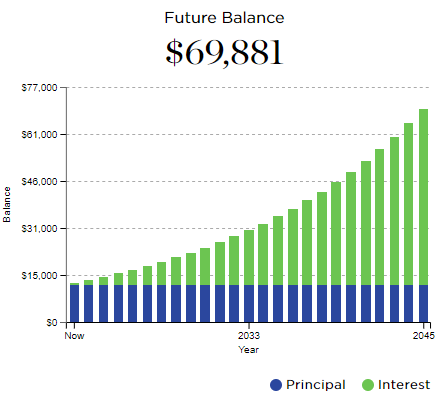 Future Balance
$69,881
$77,000
$61,000
$46,000
$31,000
$15,000
$0
Balance
Now 2033 2045
Year
Principal Interest